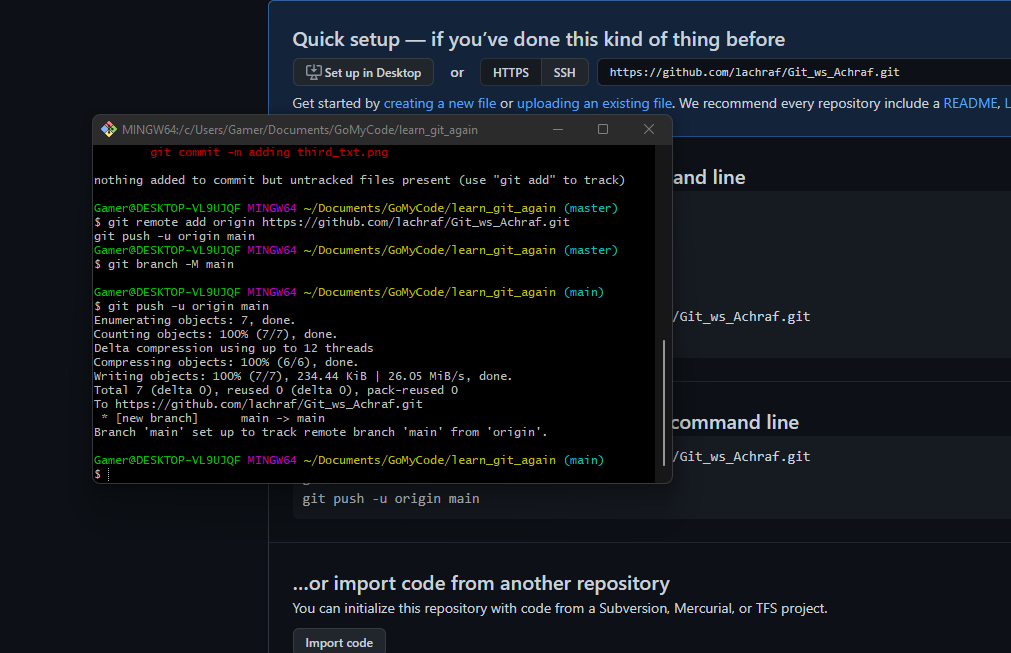 Quick setup — if you’ve done this kind of thing before
Set up in Desktop or HTTPS SSH https://github.com/lachraf/Git_ws_Achraf.git
Get started by creating a new file or uploading an existing file. We recommend every repository include a README, L
MINGW64:/c/Users/Gamer/Documents/GoMyCode/learn_git_again
git commit -m adding third_txt.png
nothing added to commit but untracked files present (use "git add" to track)
Gamer@DESKTOP-VL9UJQF MINGW64 ~/Documents/GoMyCode/learn_git_again (master)
$ git remote add origin https://github.com/lachraf/Git_ws_Achraf.git
git push -u origin main
Gamer@DESKTOP-VL9UJQF MINGW64 ~/Documents/GoMyCode/learn_git_again (master)
$ git branch -M main
Gamer@DESKTOP-VL9UJQF MINGW64 ~/Documents/GoMyCode/learn_git_again (main)
$ git push -u origin main
Enumerating objects: 7, done.
Counting objects: 100% (7/7), done.
Delta compression using up to 12 threads
Compressing objects: 100% (6/6), done.
Writing objects: 100% (7/7), 234.44 KiB | 26.05 MiB/s, done.
Total 7 (delta 0), reused 0 (delta 0), pack-reused 0
To https://github.com/lachraf/Git_ws_Achraf.git
* [new branch] main -> main
Branch 'main' set up to track remote branch 'main' from 'origin'.
Gamer@DESKTOP-VL9UJQF MINGW64 ~/Documents/GoMyCode/learn_git_again (main)
$
and line
/Git_ws_Achraf.git
command line
/Git_ws_Achraf.git
git push -u origin main
...or import code from another repository
You can initialize this repository with code from a Subversion, Mercurial, or TFS project.
Import code